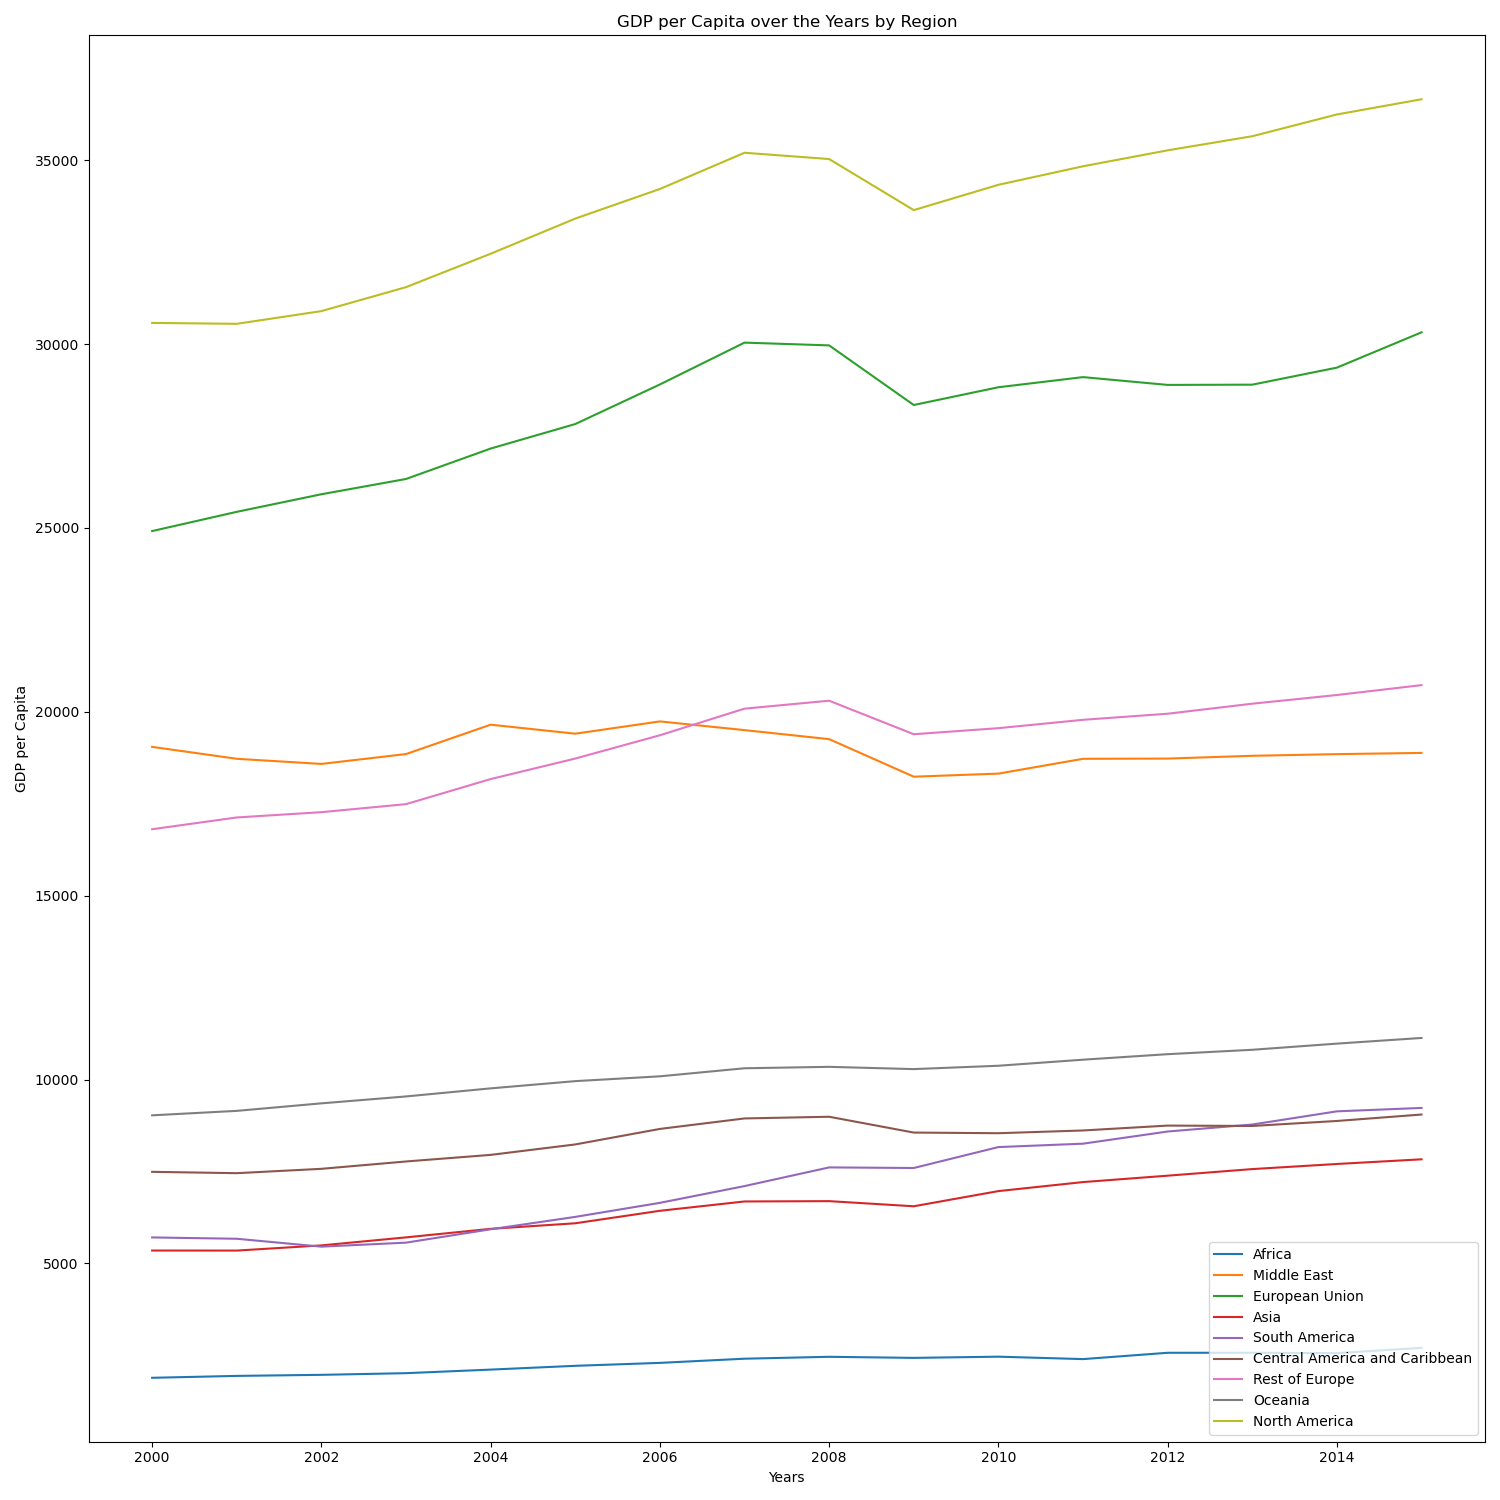 GDP per Capita over the Years by Region
GDP per Capita
35000
30000
25000
20000
15000
10000
5000
Africa
Middle East
European Union
Asia
South America
Central America and Caribbean
Rest of Europe
Oceania
North America
2000 2002 2004 2006 2008 2010 2012 2014
Years